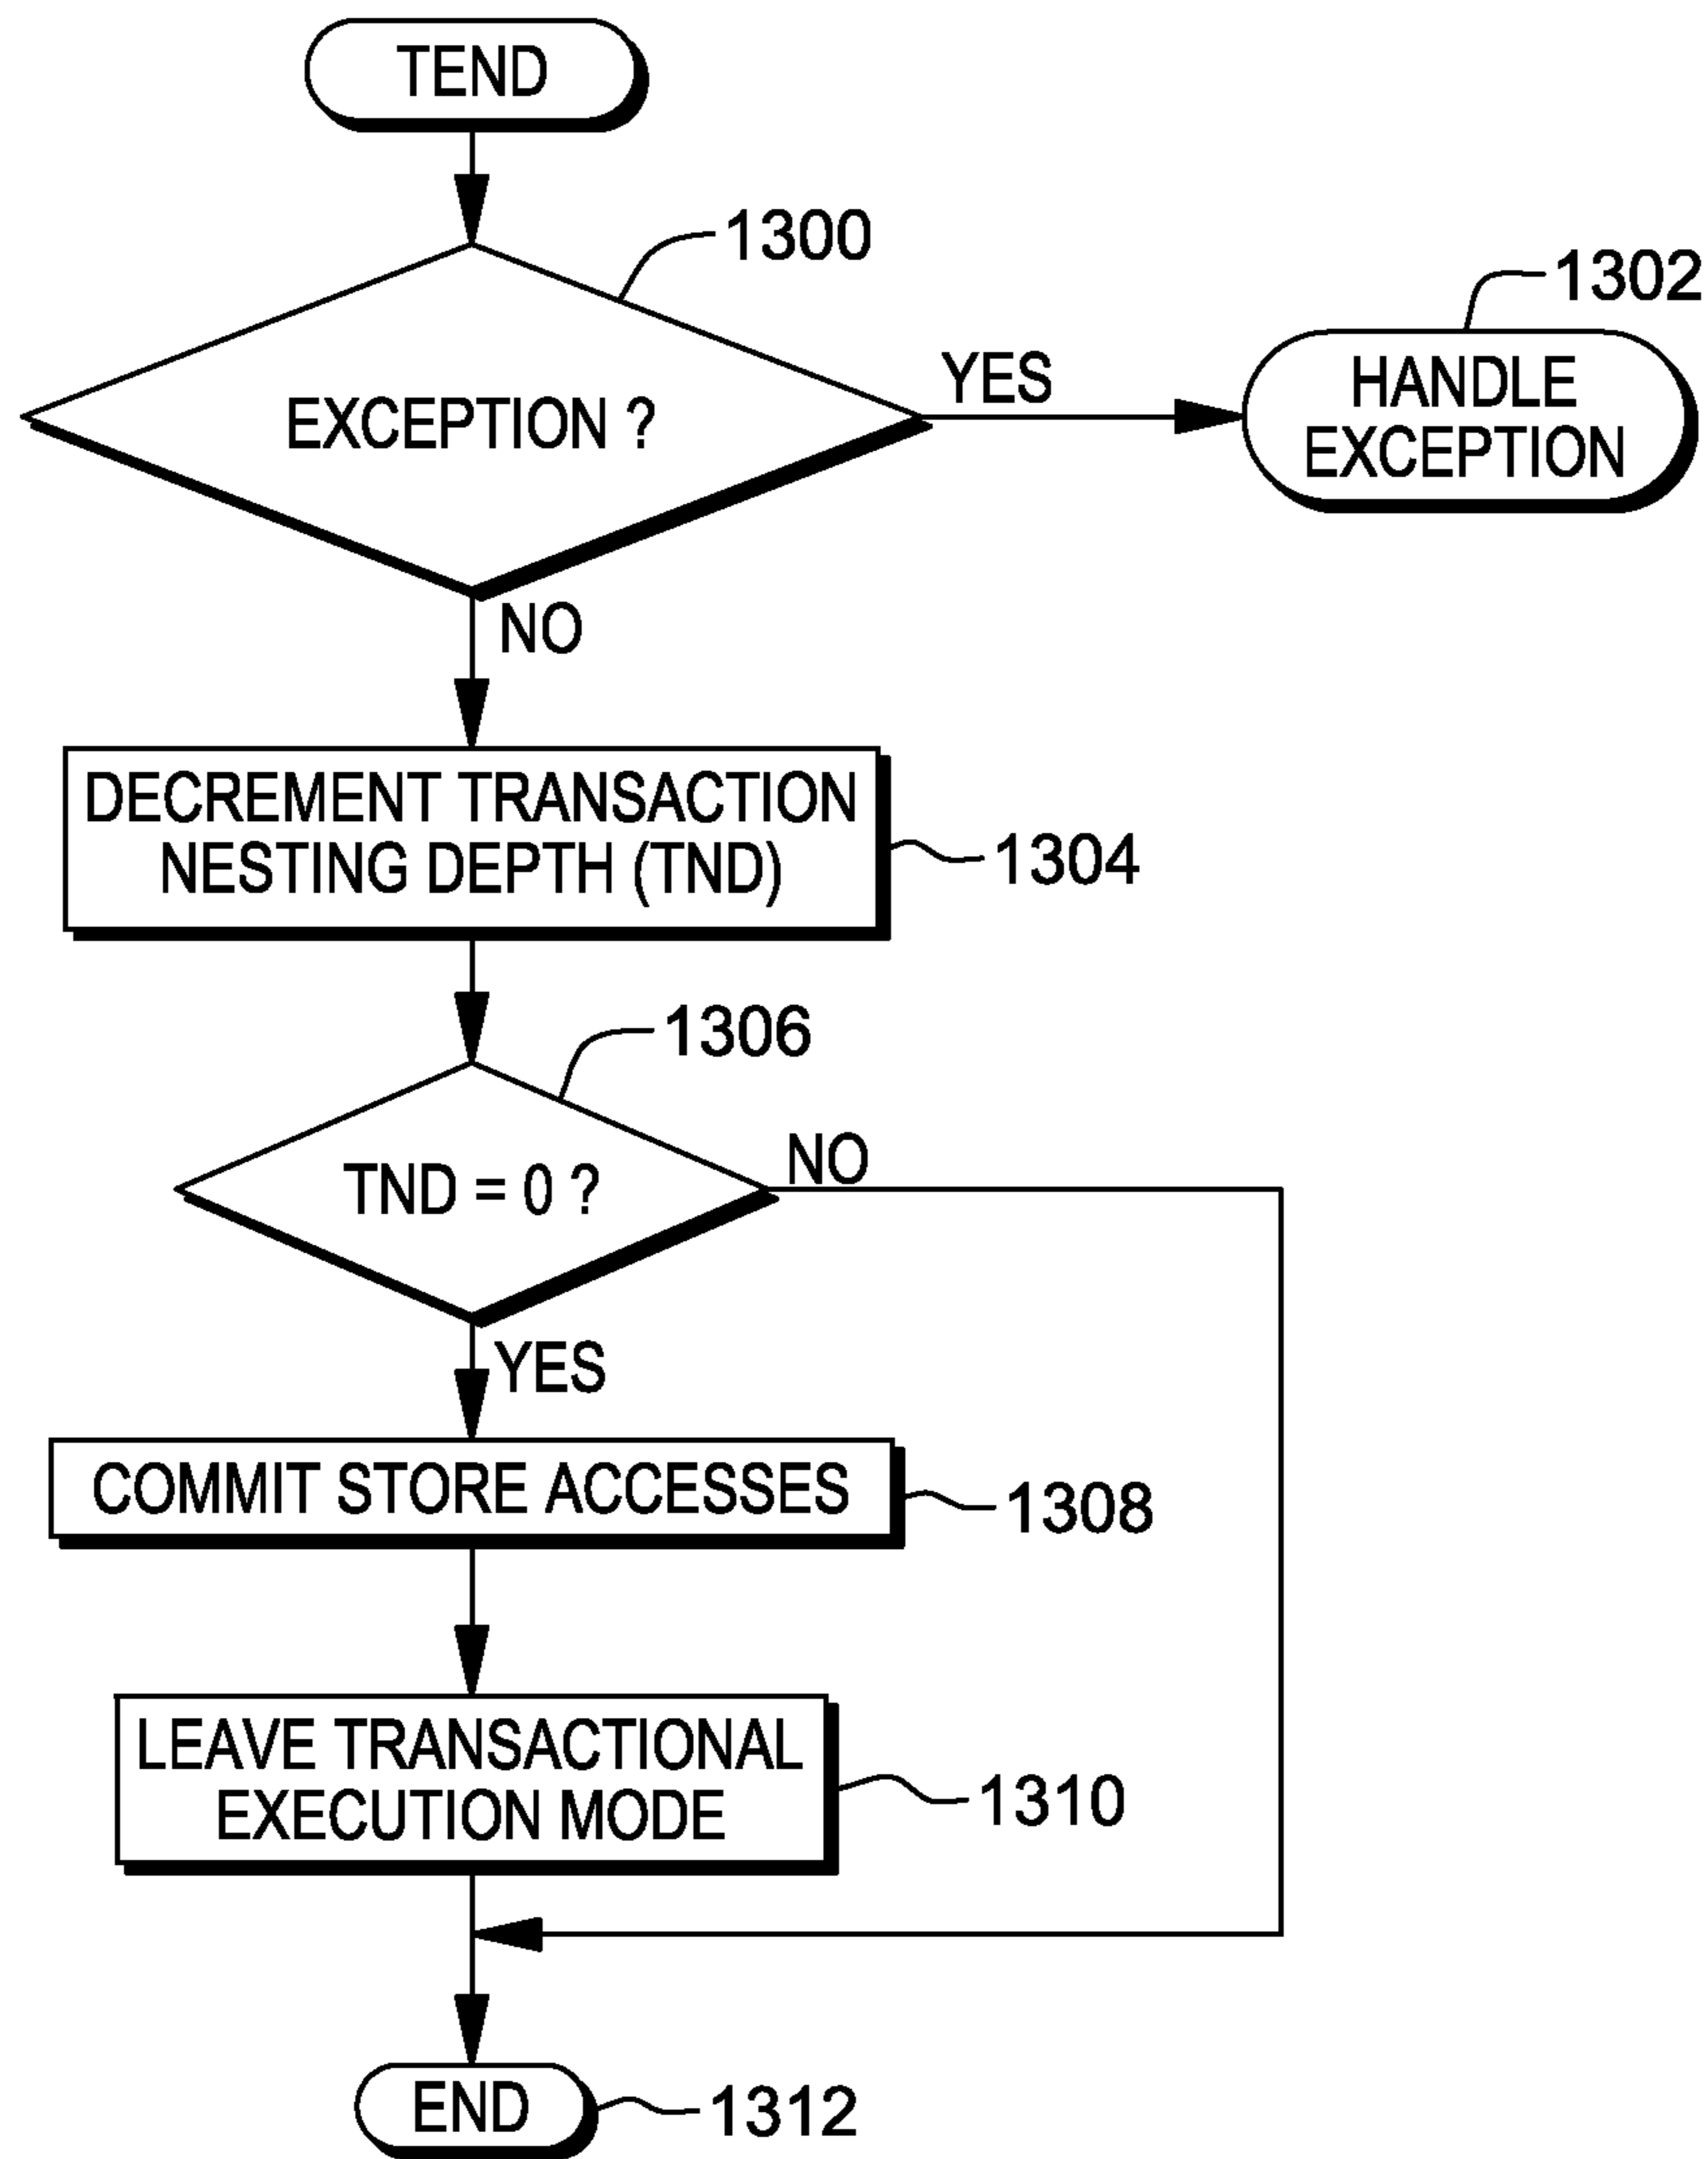 TEND
1300
1302
EXCEPTION ?
YES
HANDLE
EXCEPTION
NO
DECREMENT TRANSACTION
NESTING DEPTH (TND)
1304
1306
TND = 0 ?
NO
YES
COMMIT STORE ACCESSES
1308
LEAVE TRANSACTIONAL
EXECUTION MODE
1310
END
1312